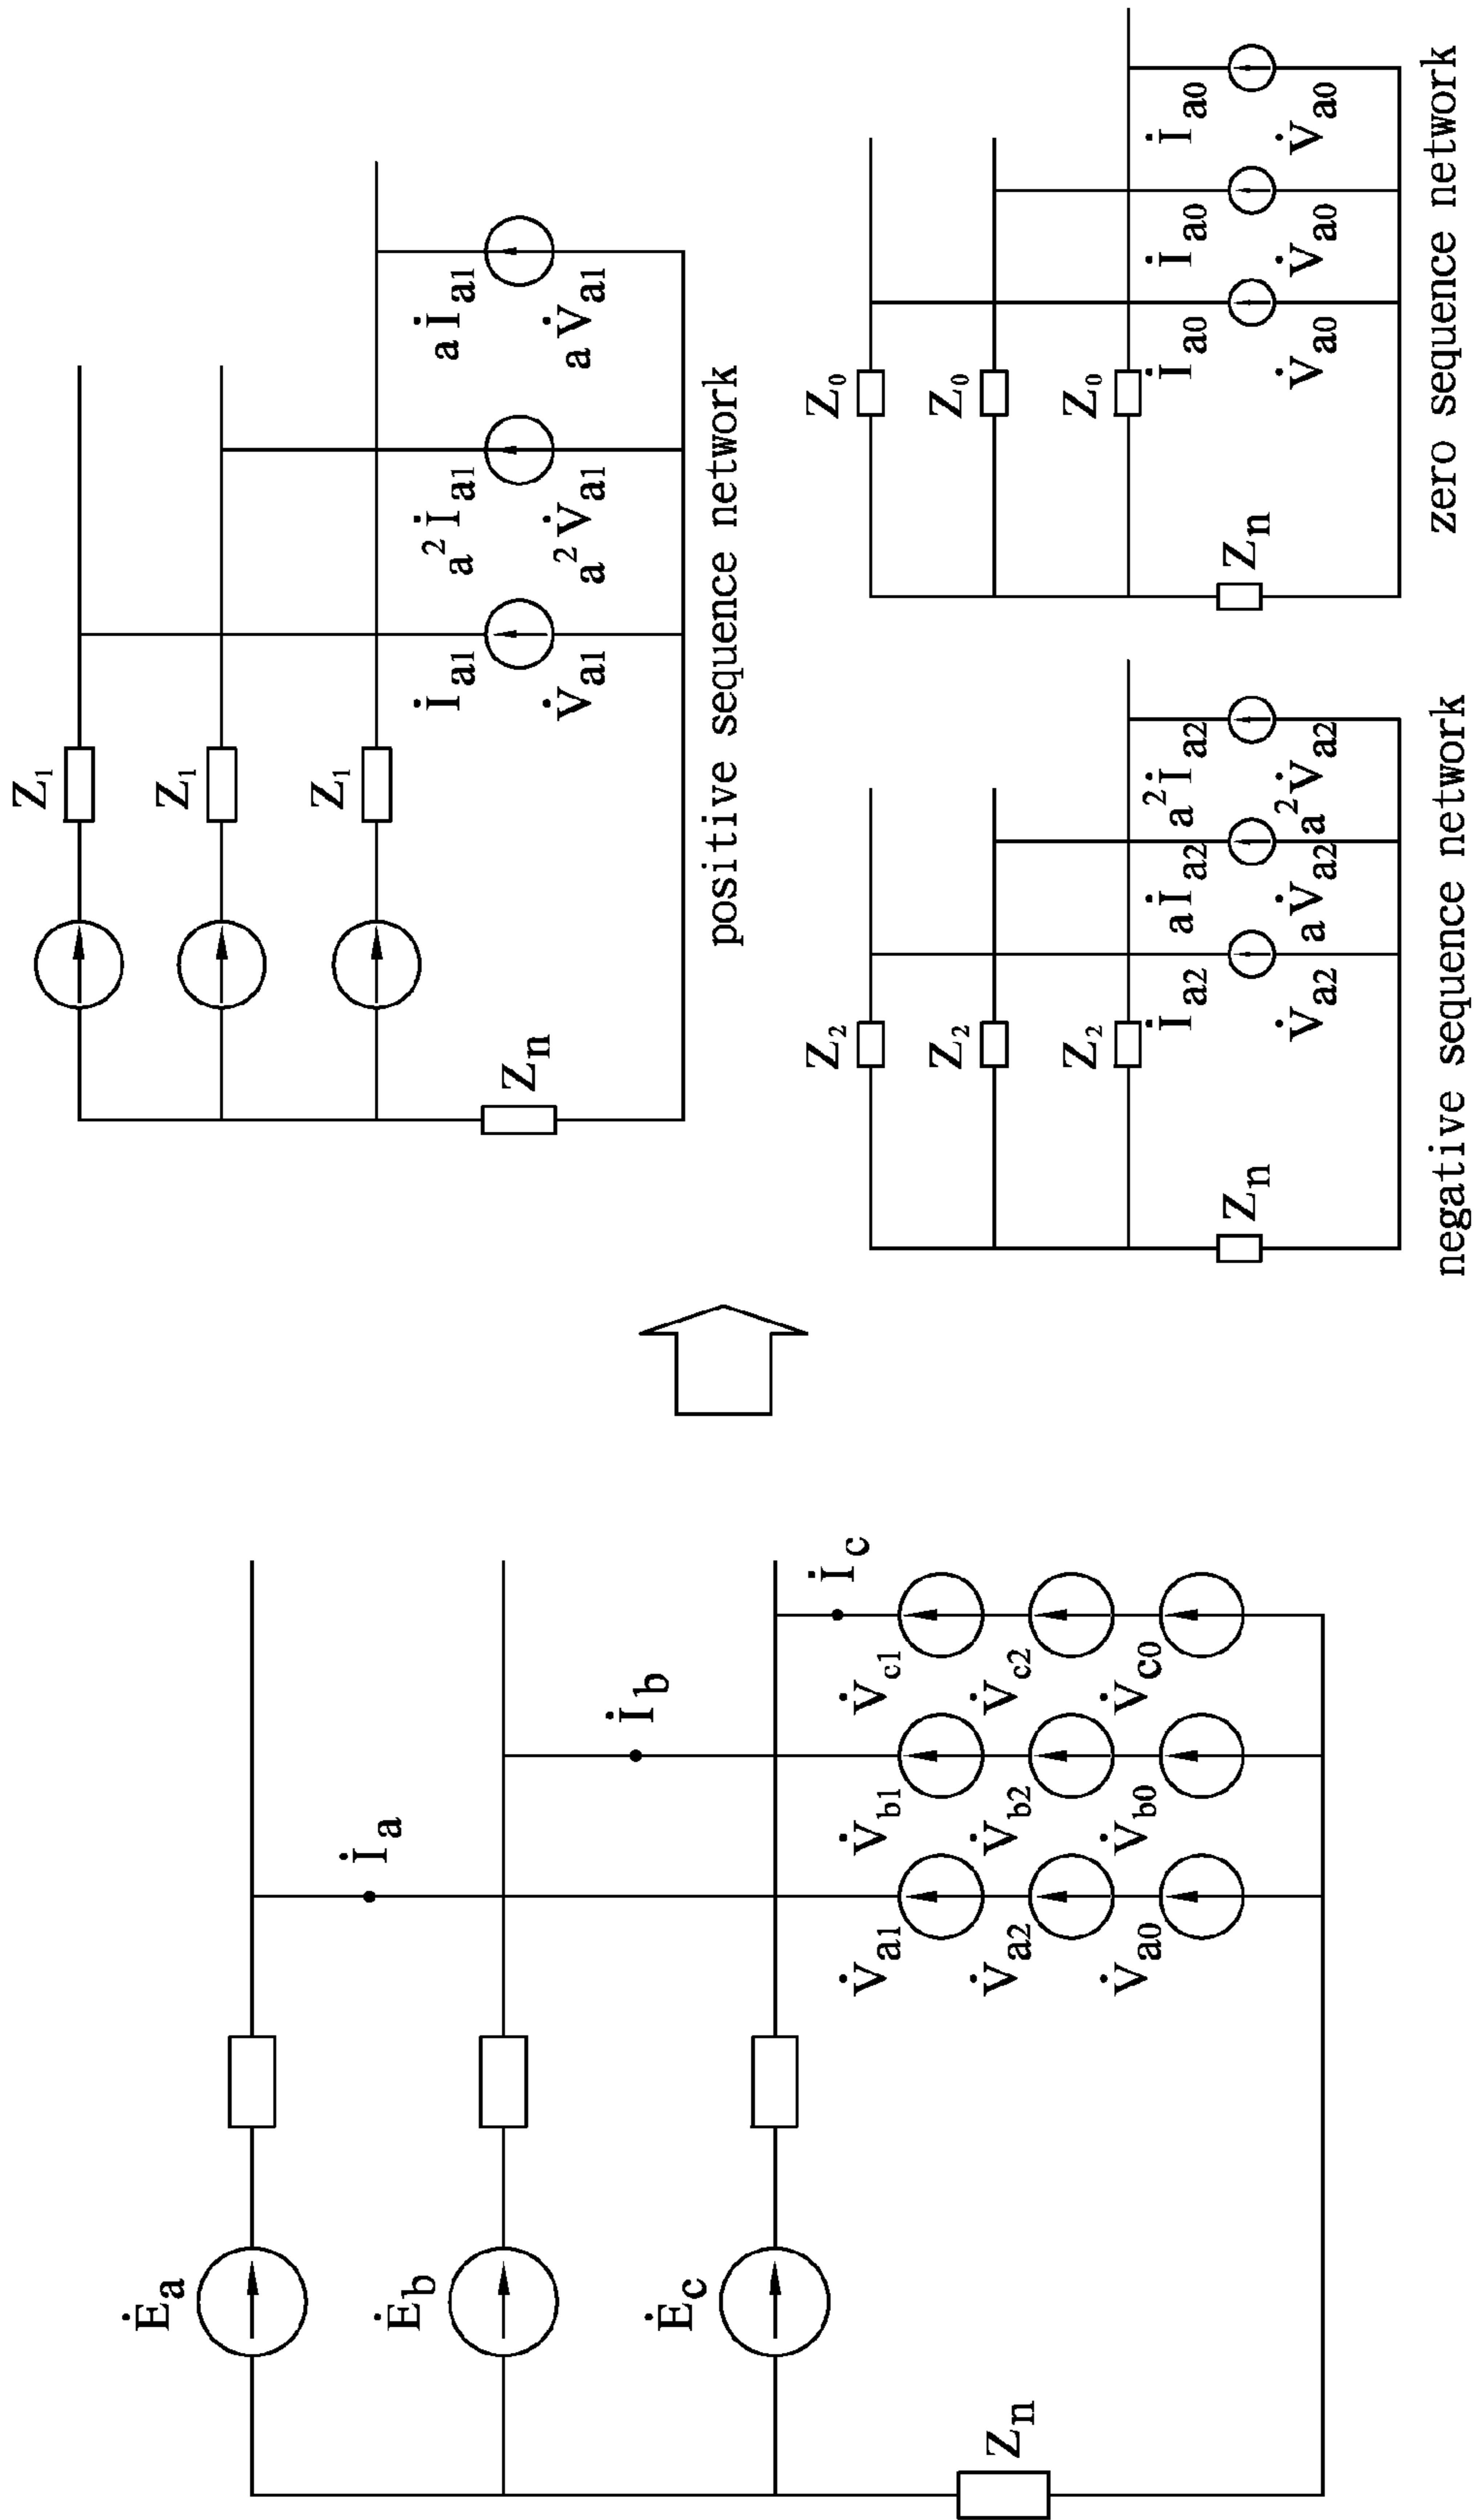 Ėa
Ėb
Ėc
Zn
İa
İb
İc
V̇a1
V̇b1
V̇c1
V̇a2
V̇b2
V̇c2
V̇a0
V̇b0
V̇c0
Z1
Z1
Z1
Zn
İa1
a²İa1
aİa1
V̇a1
a²V̇a1
aV̇a1
positive sequence network
Z2
Z2
Z2
Zn
İa2
aİa2
a²İa2
V̇a2
aV̇a2
a²V̇a2
negative sequence network
Z0
Z0
Z0
Zn
İa0
İa0
İa0
V̇a0
V̇a0
V̇a0
zero sequence network